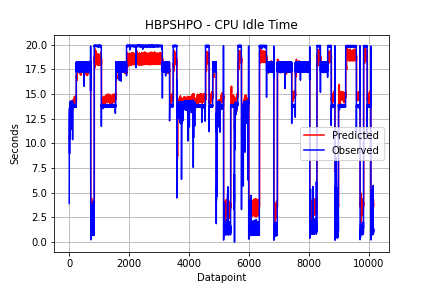 HBPSHPO - CPU Idle Time
20.0
17.5
15.0
12.5
10.0
7.5
5.0
2.5
0.0
Seconds
Predicted
Observed
0 2000 4000 6000 8000 10000
Datapoint